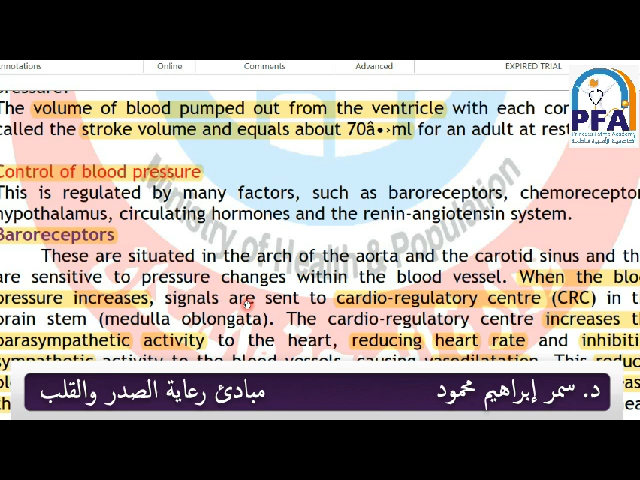 Online Comments Advanced EXPIRED TRIAL
The volume of blood pumped out from the ventricle with each
called the stroke volume and equals about 70â•›ml for an adult at rest
PFA
Control of blood pressure
This is regulated by many factors, such as baroreceptors,
hypothalamus, circulating hormones and the renin-angiotensin system.
Ministry of Health & Population
Baroreceptors
These are situated in the arch of the aorta and the carotid sinus and
are sensitive to pressure changes within the blood vessel. When the
pressure increases, signals are sent to cardio-regulatory centre (CRC) in
brain stem (medulla oblongata). The cardio-regulatory centre increases
parasympathetic activity to the heart, reducing heart rate and
sympathetic activity to the blood vessels, causing vasodilatation. This
د. سمر إبراهيم محمود
مبادئ رعاية الصدر والقلب